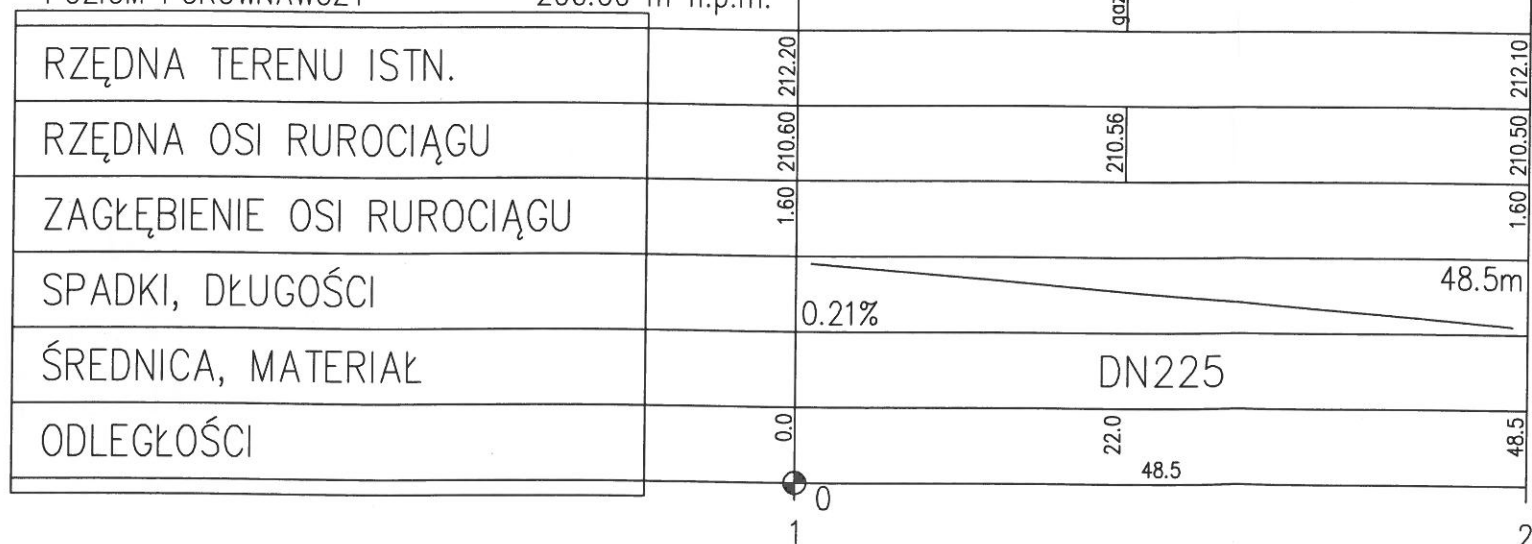 RZĘDNA TERENU ISTN. 212.20 212.10
RZĘDNA OSI RUROCIĄGU 210.60 210.56 210.50
ZAGŁĘBIENIE OSI RUROCIĄGU 1.60 1.60
SPADKI, DŁUGOŚCI 0.21% 48.5m
ŚREDNICA, MATERIAŁ DN225
ODLEGŁOŚCI 0.0 22.0 48.5
48.5
0
1 2